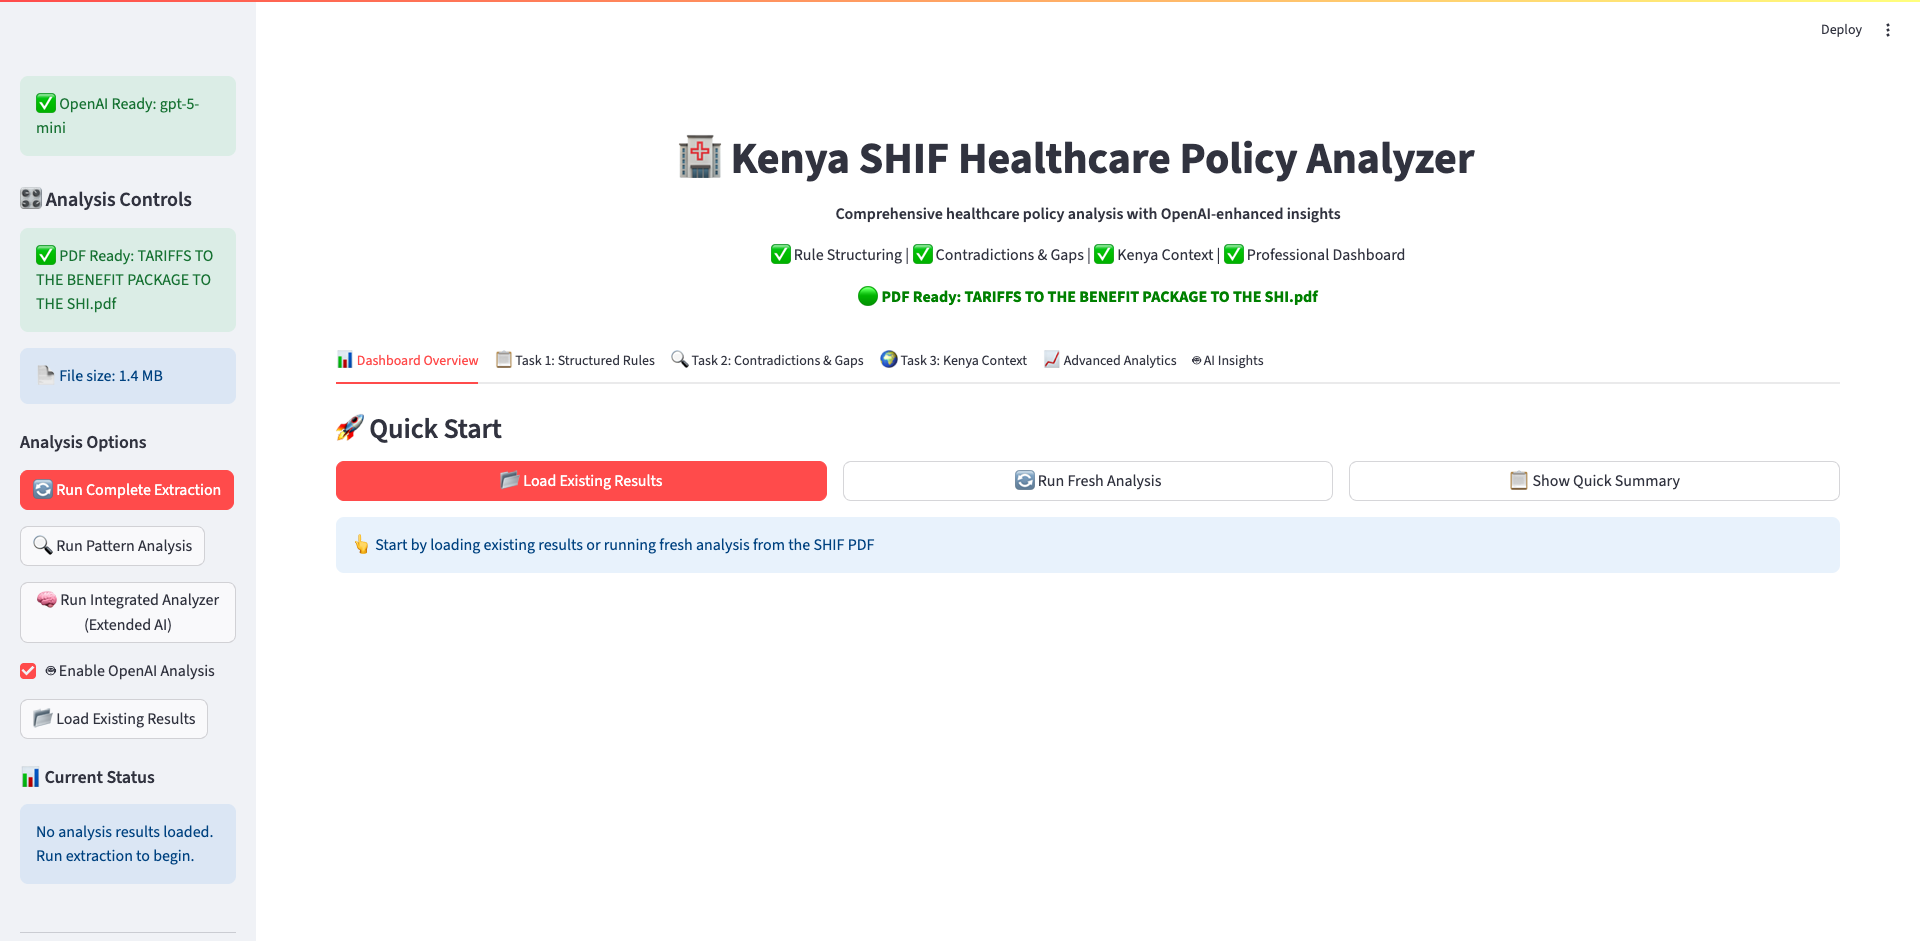 Deploy
✅ OpenAI Ready: gpt-5-
mini
🎛️ Analysis Controls
✅ PDF Ready: TARIFFS TO
THE BENEFIT PACKAGE TO
THE SHI.pdf
📄 File size: 1.4 MB
Analysis Options
🔄 Run Complete Extraction
🔍 Run Pattern Analysis
🧠 Run Integrated Analyzer
(Extended AI)
Enable OpenAI Analysis
📂 Load Existing Results
📊 Current Status
No analysis results loaded.
Run extraction to begin.
🏥 Kenya SHIF Healthcare Policy Analyzer
Comprehensive healthcare policy analysis with OpenAI-enhanced insights
✅ Rule Structuring | ✅ Contradictions & Gaps | ✅ Kenya Context | ✅ Professional Dashboard
🟢 PDF Ready: TARIFFS TO THE BENEFIT PACKAGE TO THE SHI.pdf
📊 Dashboard Overview 📋 Task 1: Structured Rules 🔍 Task 2: Contradictions & Gaps 🌍 Task 3: Kenya Context 📈 Advanced Analytics AI Insights
🚀 Quick Start
📂 Load Existing Results 🔄 Run Fresh Analysis 📋 Show Quick Summary
👆 Start by loading existing results or running fresh analysis from the SHIF PDF